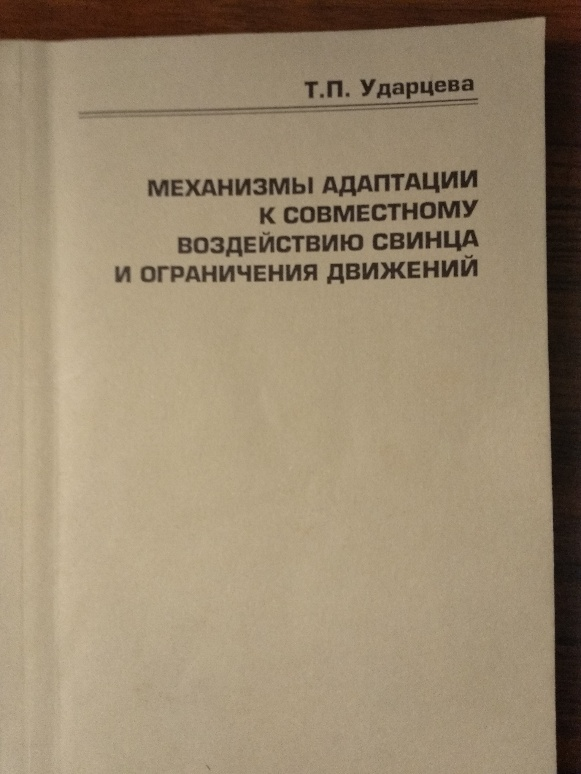 Т.П. Ударцева
МЕХАНИЗМЫ АДАПТАЦИИ
К СОВМЕСТНОМУ
ВОЗДЕЙСТВИЮ СВИНЦА
И ОГРАНИЧЕНИЯ ДВИЖЕНИЙ